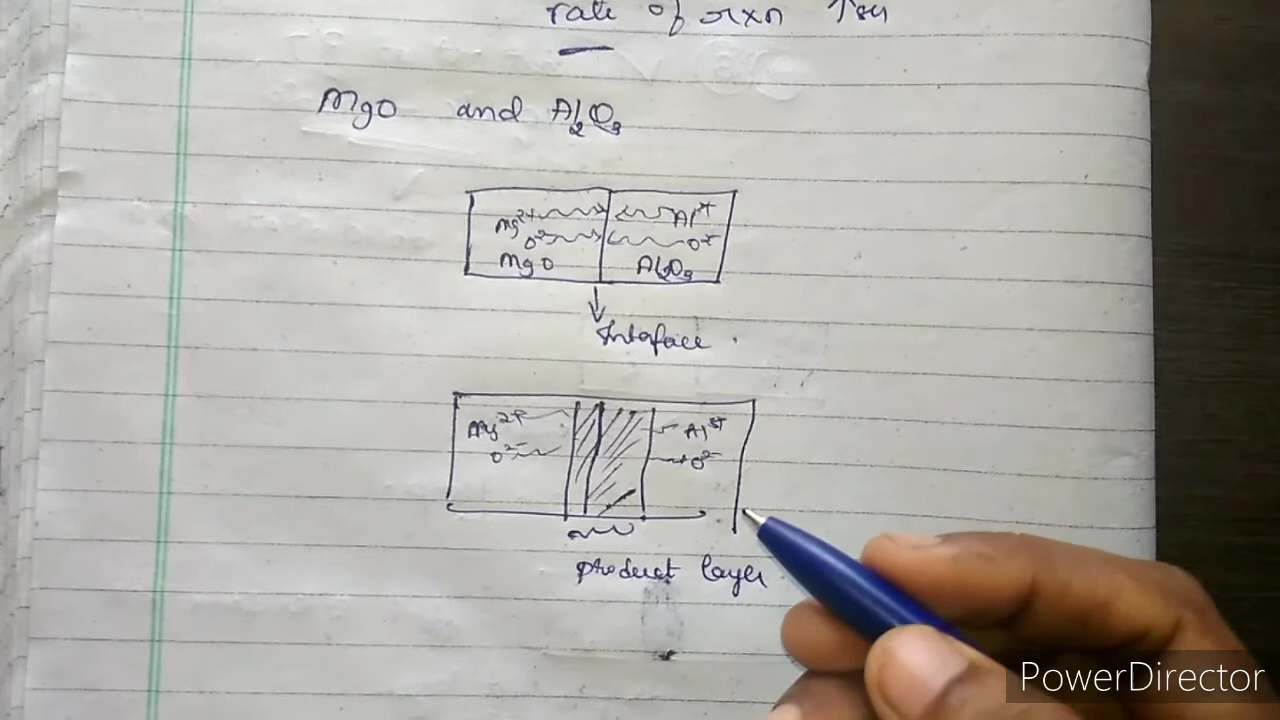 rate of rxn
MgO and Al2O3
Mg2+ Al3+
O2- O2-
MgO Al2O3
Interface
Mg2+ Al3+
O2- O2-
product layer
PowerDirector